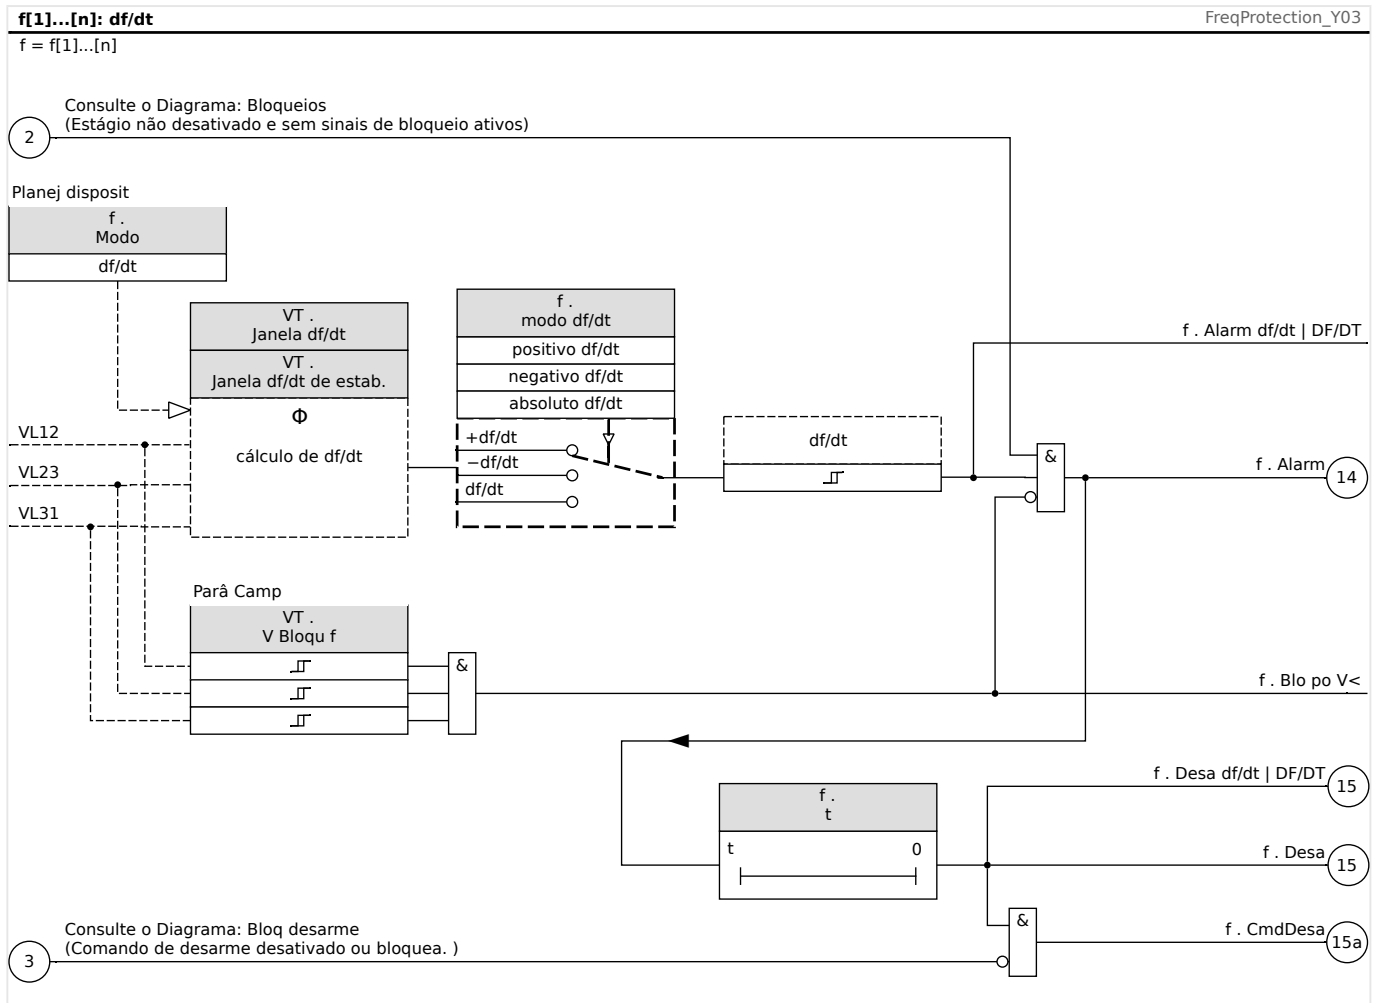 f[1]...[n]: df/dt
FreqProtection_Y03
f = f[1]...[n]
Consulte o Diagrama: Bloqueios
(Estágio não desativado e sem sinais de bloqueio ativos)
2
Planej disposit
f .
Modo
df/dt
VT .
Janela df/dt
VT .
Janela df/dt de estab.
Φ
cálculo de df/dt
VL12
VL23
VL31
f .
modo df/dt
positivo df/dt
negativo df/dt
absoluto df/dt
+df/dt
−df/dt
df/dt
df/dt
&
f . Alarm df/dt | DF/DT
f . Alarm
14
Parâ Camp
VT .
V Bloqu f
&
f . Blo po V<
f .
t
t
0
f . Desa df/dt | DF/DT
15
f . Desa
15
Consulte o Diagrama: Bloq desarme
(Comando de desarme desativado ou bloquea. )
3
&
f . CmdDesa
15a